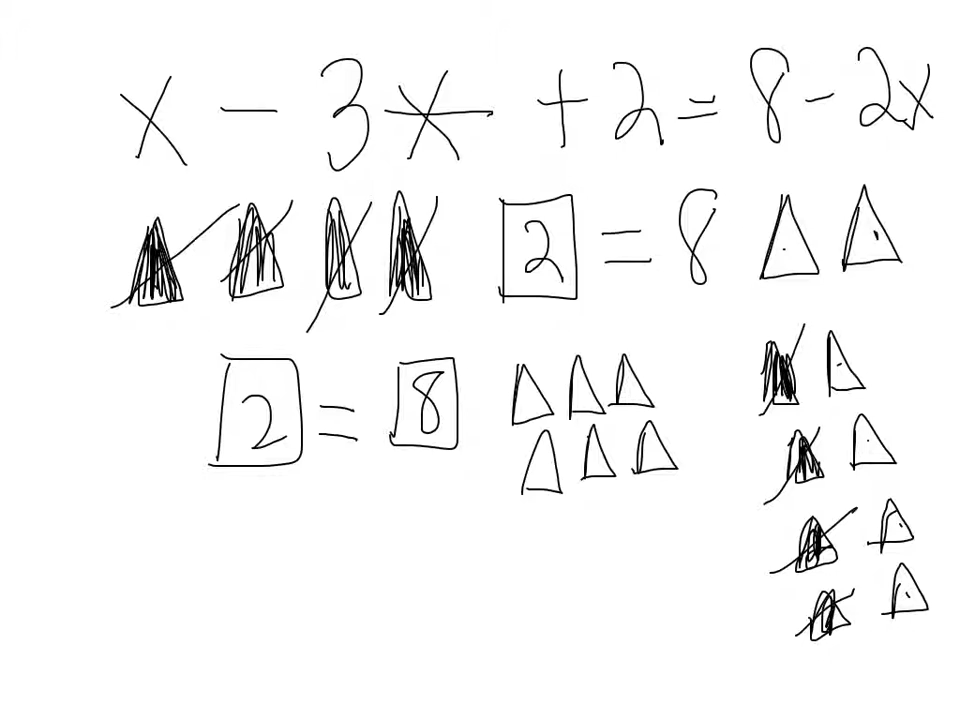 x - 3x + 2 = 8 - 2x
2 = 8
2 = 8